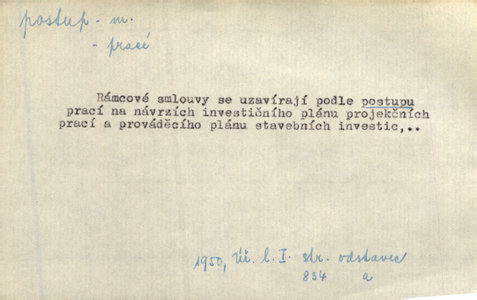 postup - m.
- prací
Rámcové smlouvy se uzavírají podle postupu
prací na návrzích investičního plánu projekčních
prací a prováděcího plánu stavebních investic,..
1950, Úř. l. I. str. odstavec
834 a